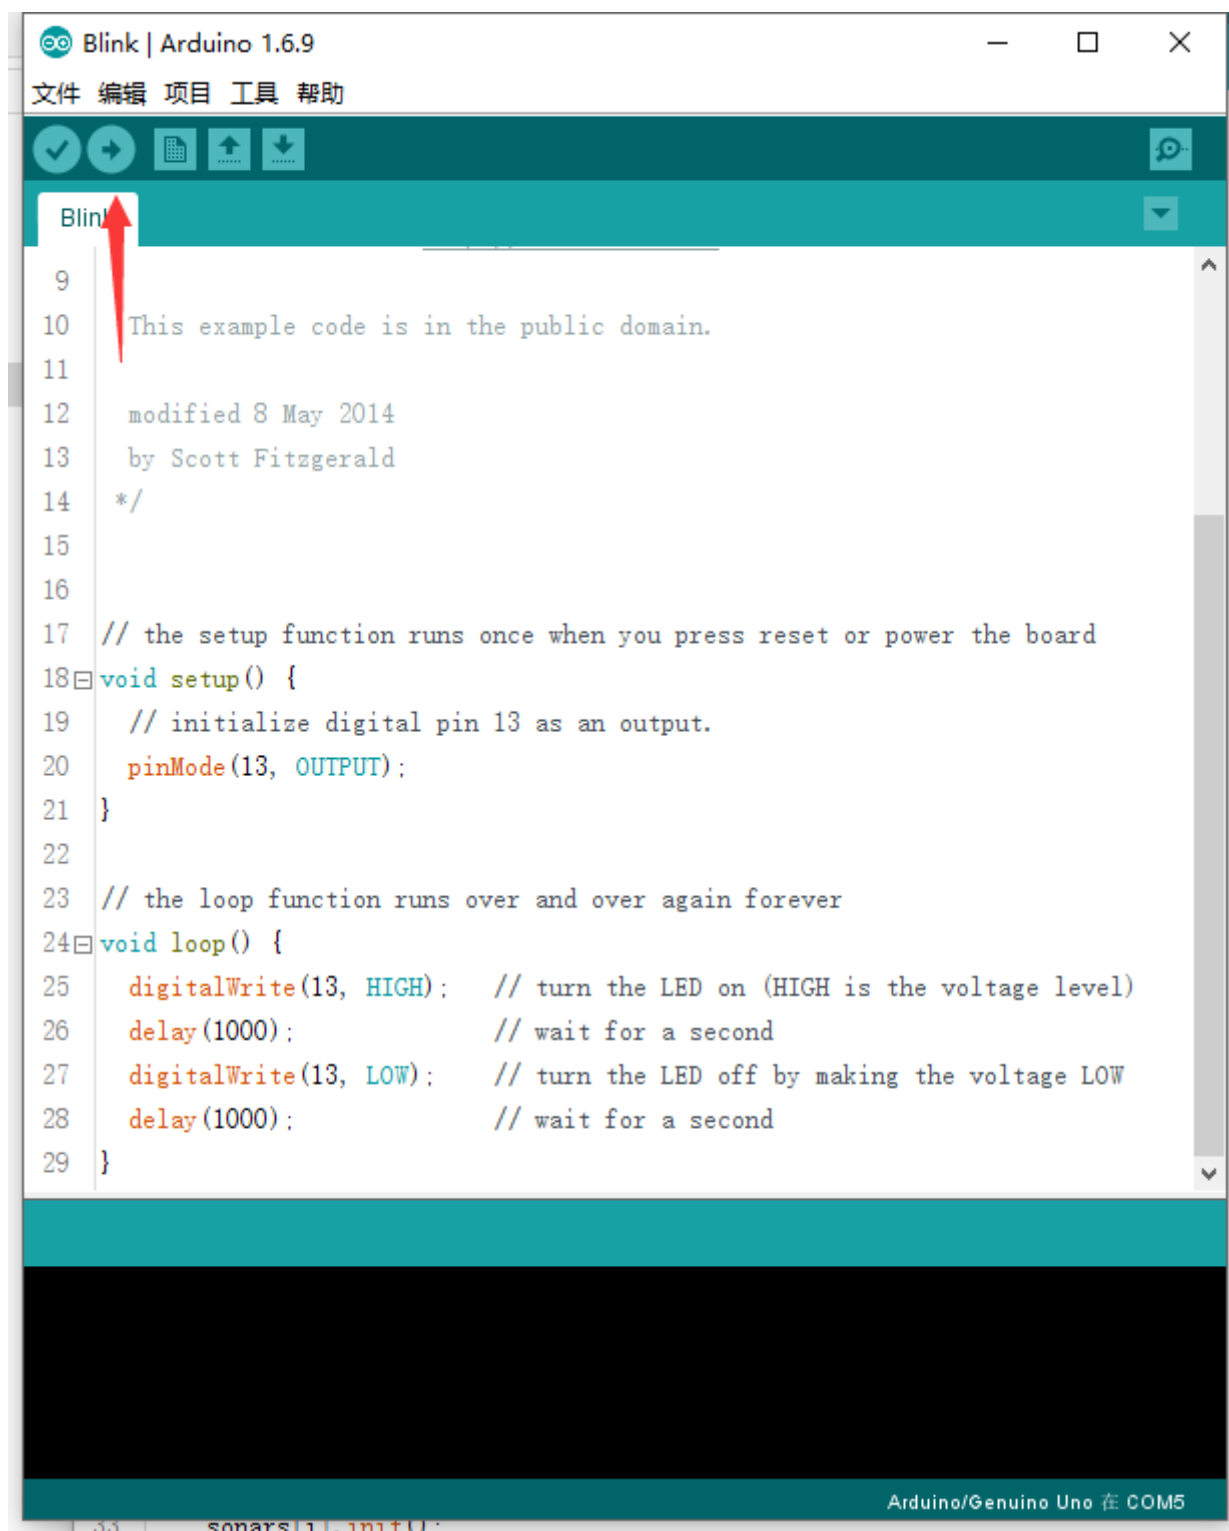 Blink | Arduino 1.6.9
文件 编辑 项目 工具 帮助
9
10 This example code is in the public domain.
11
12 modified 8 May 2014
13 by Scott Fitzgerald
14 */
15
16
17 // the setup function runs once when you press reset or power the board
18 void setup() {
19 // initialize digital pin 13 as an output.
20 pinMode(13, OUTPUT);
21 }
22
23 // the loop function runs over and over again forever
24 void loop() {
25 digitalWrite(13, HIGH); // turn the LED on (HIGH is the voltage level)
26 delay(1000); // wait for a second
27 digitalWrite(13, LOW); // turn the LED off by making the voltage LOW
28 delay(1000); // wait for a second
29 }
Arduino/Genuino Uno 在 COM5
33 sonars[i].init();